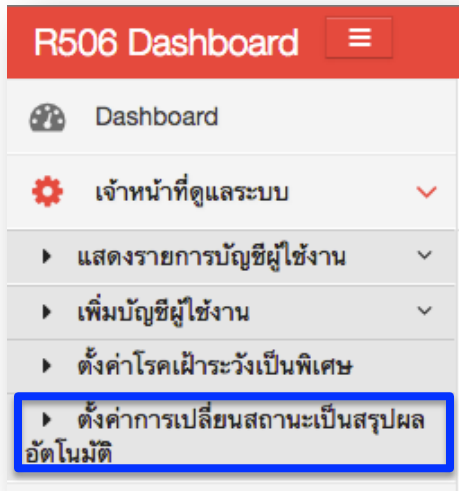 R506 Dashboard
Dashboard
เจ้าหน้าที่ดูแลระบบ
แสดงรายการบัญชีผู้ใช้งาน
เพิ่มบัญชีผู้ใช้งาน
ตั้งค่าโรคเฝ้าระวังเป็นพิเศษ
ตั้งค่าการเปลี่ยนสถานะเป็นสรุปผล
อัตโนมัติ